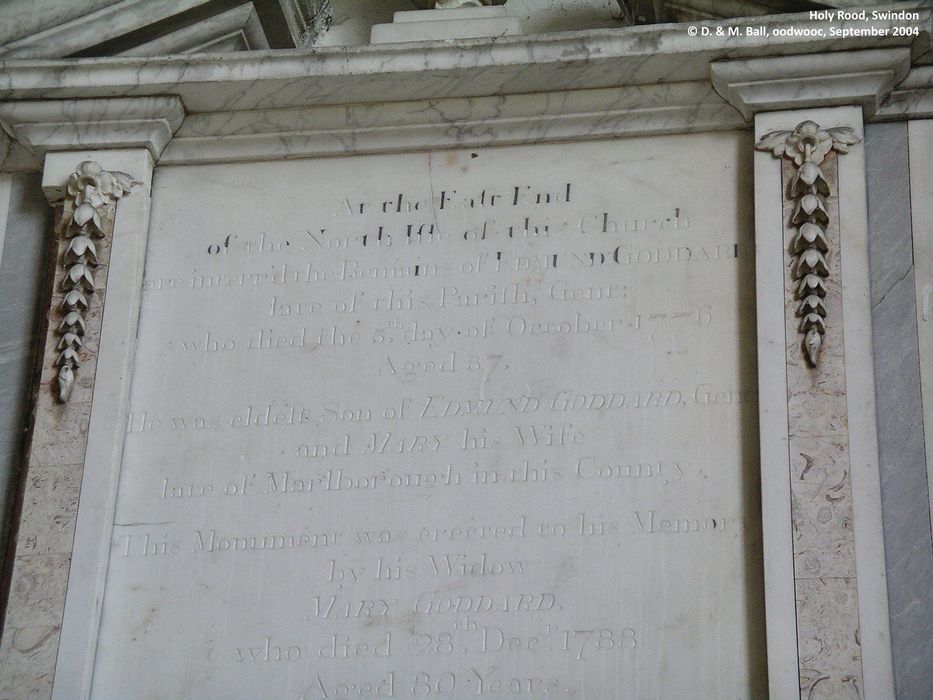 Holy Rood, Swindon
© D. & M. Ball, oodwooc, September 2004
At the Eaſt End
of the North Iſle of this Church
are interr'd the Remains of EDMUND GODDARD
late of this Pariſh, Gent:
who died the 5th day of October 1776
Aged 67.
He was eldeſt Son of EDMUND GODDARD, Gent
and MARY his Wife
late of Marlborough in this County.
This Monument was erected to his Memory
by his Widow
MARY GODDARD,
who died 28th Decr. 1788
Aged 80 Years.